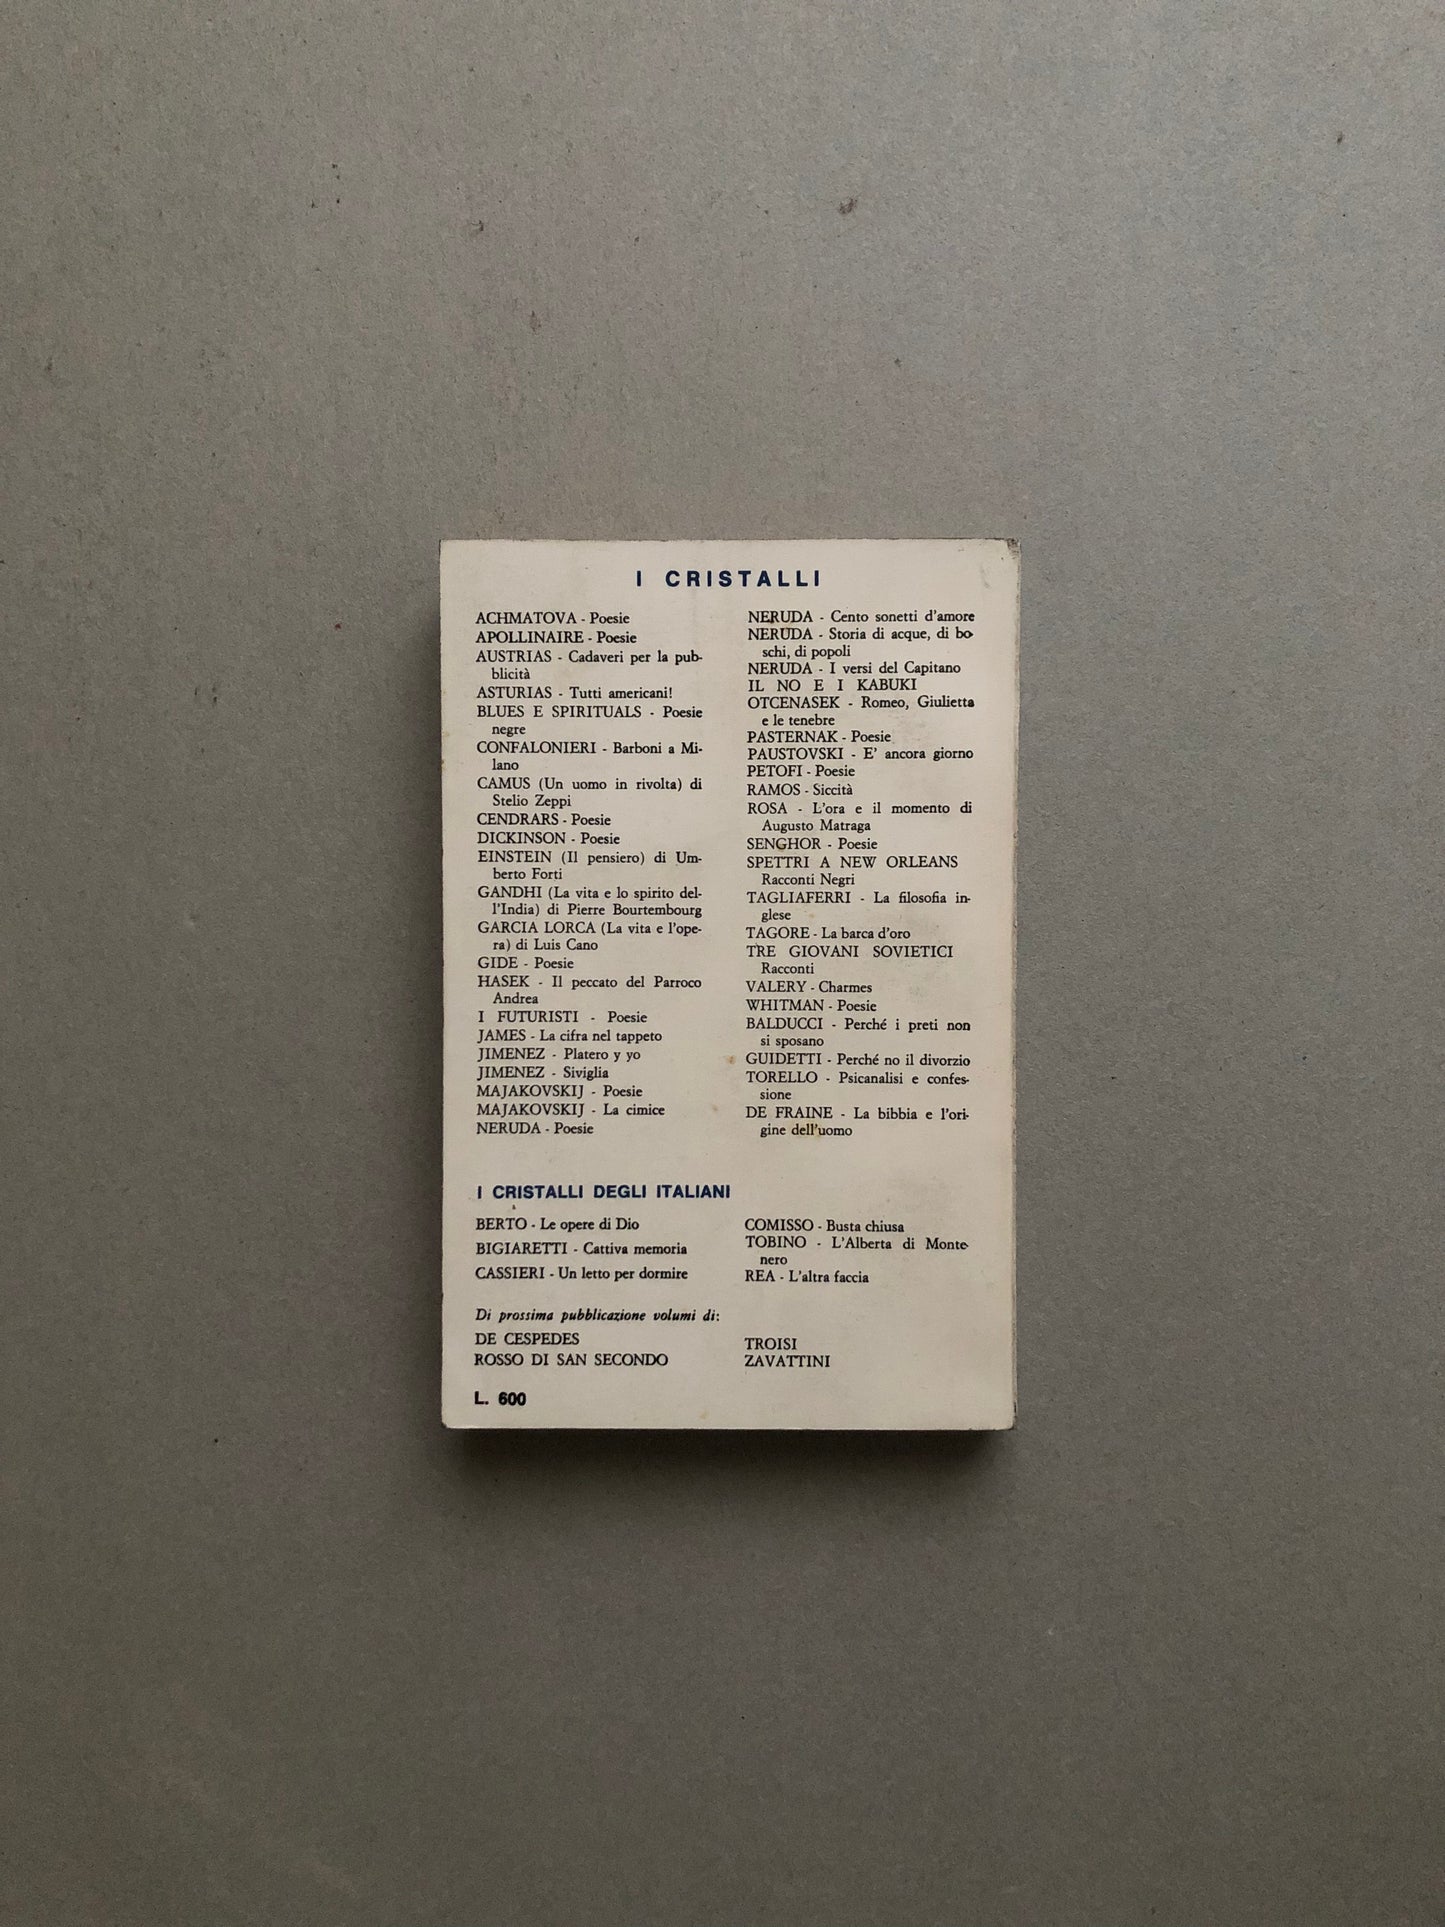 I CRISTALLI
ACHMATOVA - Poesie
APOLLINAIRE - Poesie
AUSTRIAS - Cadaveri per la pub-
blicità
ASTURIAS - Tutti americani!
BLUES E SPIRITUALS - Poesie
negre
CONFALONIERI - Barboni a Mi-
lano
CAMUS (Un uomo in rivolta) di
Stelio Zeppi
CENDRARS - Poesie
DICKINSON - Poesie
EINSTEIN (Il pensiero) di Um-
berto Forti
GANDHI (La vita e lo spirito del-
l'India) di Pierre Bourtembourg
GARCIA LORCA (La vita e l'ope-
ra) di Luis Cano
GIDE - Poesie
HASEK - Il peccato del Parroco
Andrea
I FUTURISTI - Poesie
JAMES - La cifra nel tappeto
JIMENEZ - Platero y yo
JIMENEZ - Siviglia
MAJAKOVSKIJ - Poesie
MAJAKOVSKIJ - La cimice
NERUDA - Poesie
NERUDA - Cento sonetti d'amore
NERUDA - Storia di acque, di bo-
schi, di popoli
NERUDA - I versi del Capitano
IL NO E I KABUKI
OTCENASEK - Romeo, Giulietta
e le tenebre
PASTERNAK - Poesie
PAUSTOVSKI - E' ancora giorno
PETOFI - Poesie
RAMOS - Siccità
ROSA - L'ora e il momento di
Augusto Matraga
SENGHOR - Poesie
SPETTRI A NEW ORLEANS
Racconti Negri
TAGLIAFERRI - La filosofia in-
glese
TAGORE - La barca d'oro
TRE GIOVANI SOVIETICI
Racconti
VALERY - Charmes
WHITMAN - Poesie
BALDUCCI - Perché i preti non
si sposano
GUIDETTI - Perché no il divorzio
TORELLO - Psicanalisi e confes-
sione
DE FRAINE - La bibbia e l'ori-
gine dell'uomo
I CRISTALLI DEGLI ITALIANI
BERTO - Le opere di Dio
BIGIARETTI - Cattiva memoria
CASSIERI - Un letto per dormire
COMISSO - Busta chiusa
TOBINO - L'Alberta di Monte-
nero
REA - L'altra faccia
Di prossima pubblicazione volumi di:
DE CESPEDES
ROSSO DI SAN SECONDO
TROISI
ZAVATTINI
L. 600